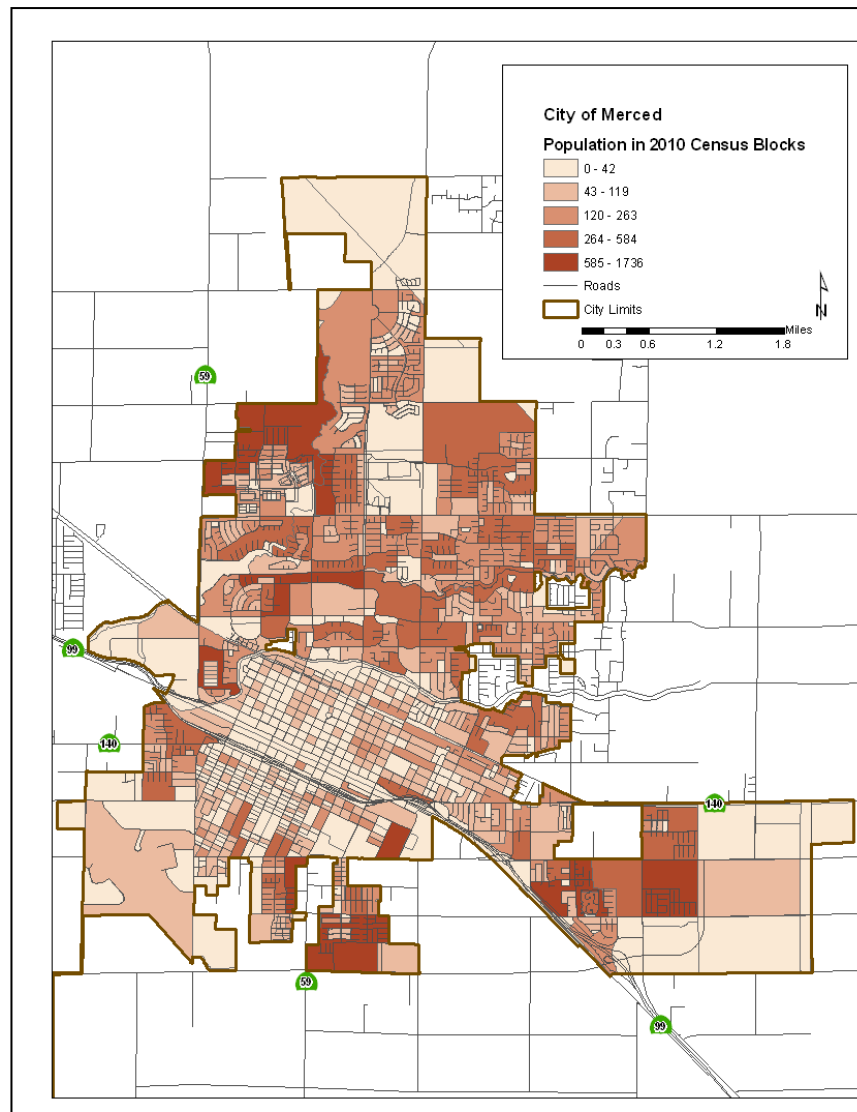 City of Merced
Population in 2010 Census Blocks
0 - 42
43 - 119
120 - 263
264 - 584
585 - 1736
Roads
City Limits
N
Miles
0 0.3 0.6 1.2 1.8
59
99
140
140
59
99